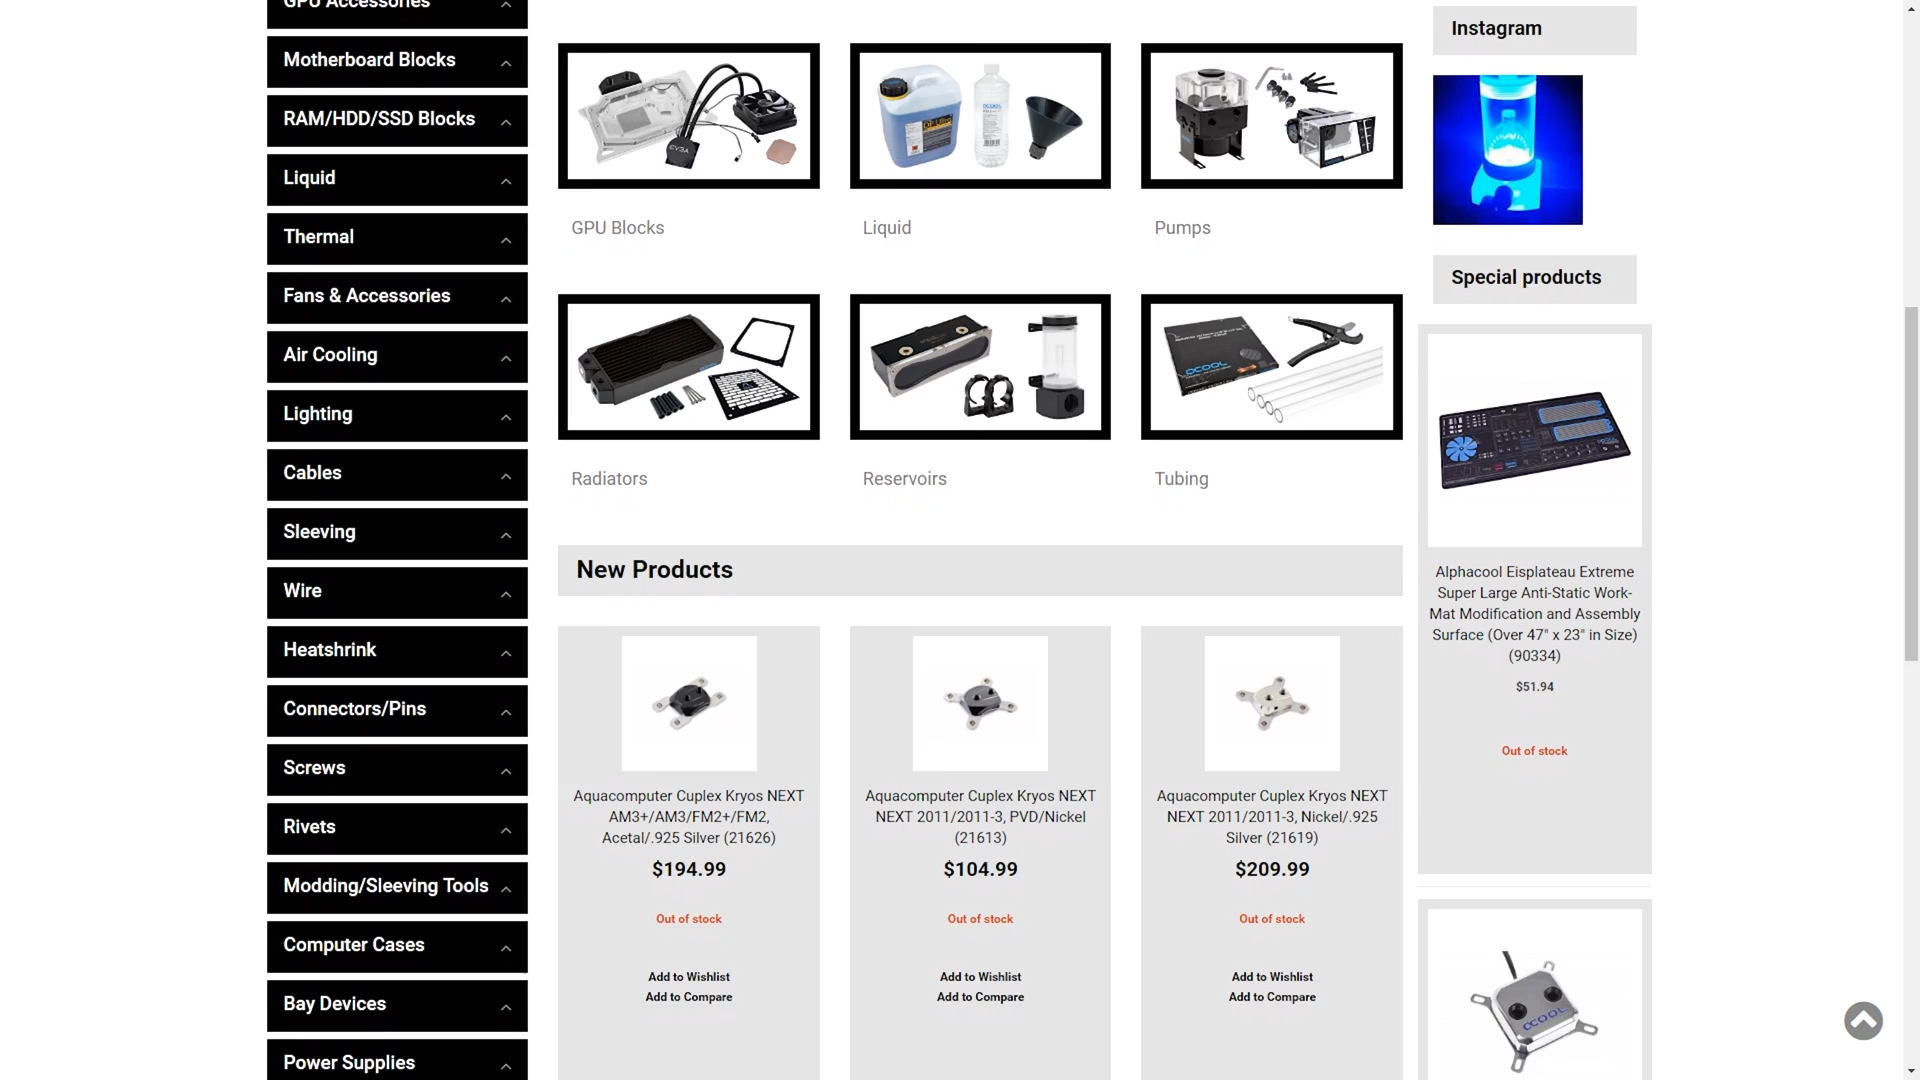 GPU Accessories
Motherboard Blocks
RAM/HDD/SSD Blocks
Liquid
Thermal
Fans & Accessories
Air Cooling
Lighting
Cables
Sleeving
Wire
Heatshrink
Connectors/Pins
Screws
Rivets
Modding/Sleeving Tools
Computer Cases
Bay Devices
Power Supplies
EVGA
GPU Blocks
Liquid
Pumps
Radiators
Reservoirs
Tubing
New Products
Aquacomputer Cuplex Kryos NEXT
AM3+/AM3/FM2+/FM2,
Acetal/.925 Silver (21626)
$194.99
Out of stock
Add to Wishlist
Add to Compare
Aquacomputer Cuplex Kryos NEXT
NEXT 2011/2011-3, PVD/Nickel
(21613)
$104.99
Out of stock
Add to Wishlist
Add to Compare
Aquacomputer Cuplex Kryos NEXT
NEXT 2011/2011-3, Nickel/.925
Silver (21619)
$209.99
Out of stock
Add to Wishlist
Add to Compare
Instagram
Special products
Alphacool Eisplateau Extreme
Super Large Anti-Static Work-
Mat Modification and Assembly
Surface (Over 47" x 23" in Size)
(90334)
$51.94
Out of stock